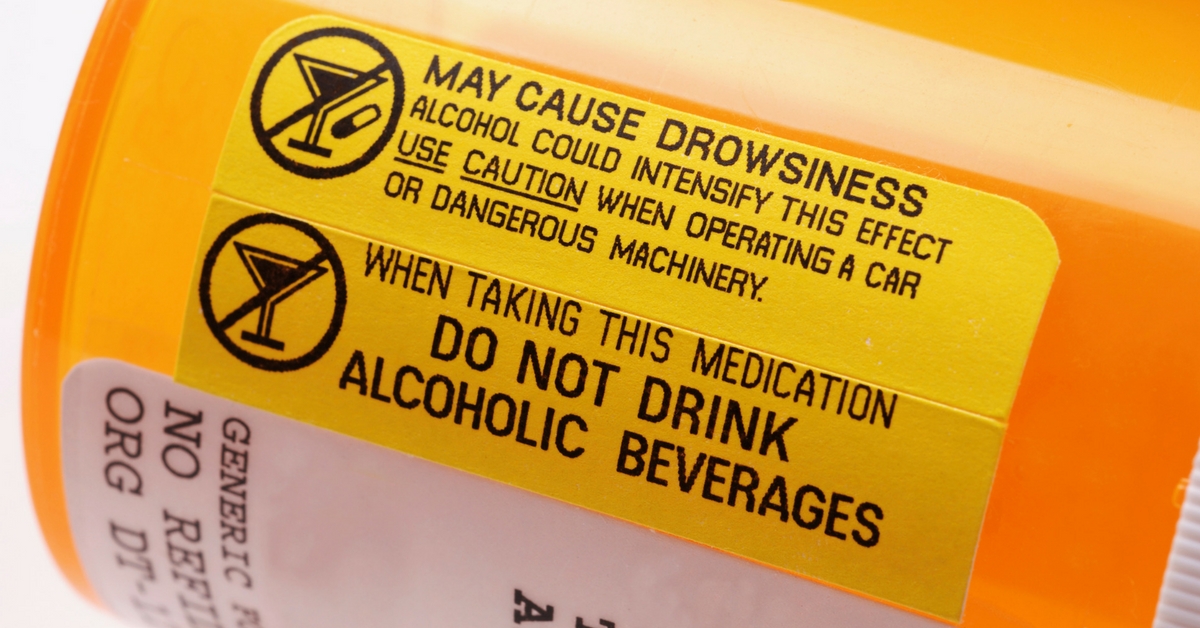 MAY CAUSE DROWSINESS
ALCOHOL COULD INTENSIFY THIS EFFECT
USE CAUTION WHEN OPERATING A CAR
OR DANGEROUS MACHINERY.
WHEN TAKING THIS MEDICATION
DO NOT DRINK
ALCOHOLIC BEVERAGES
GENERIC
NO
ORG